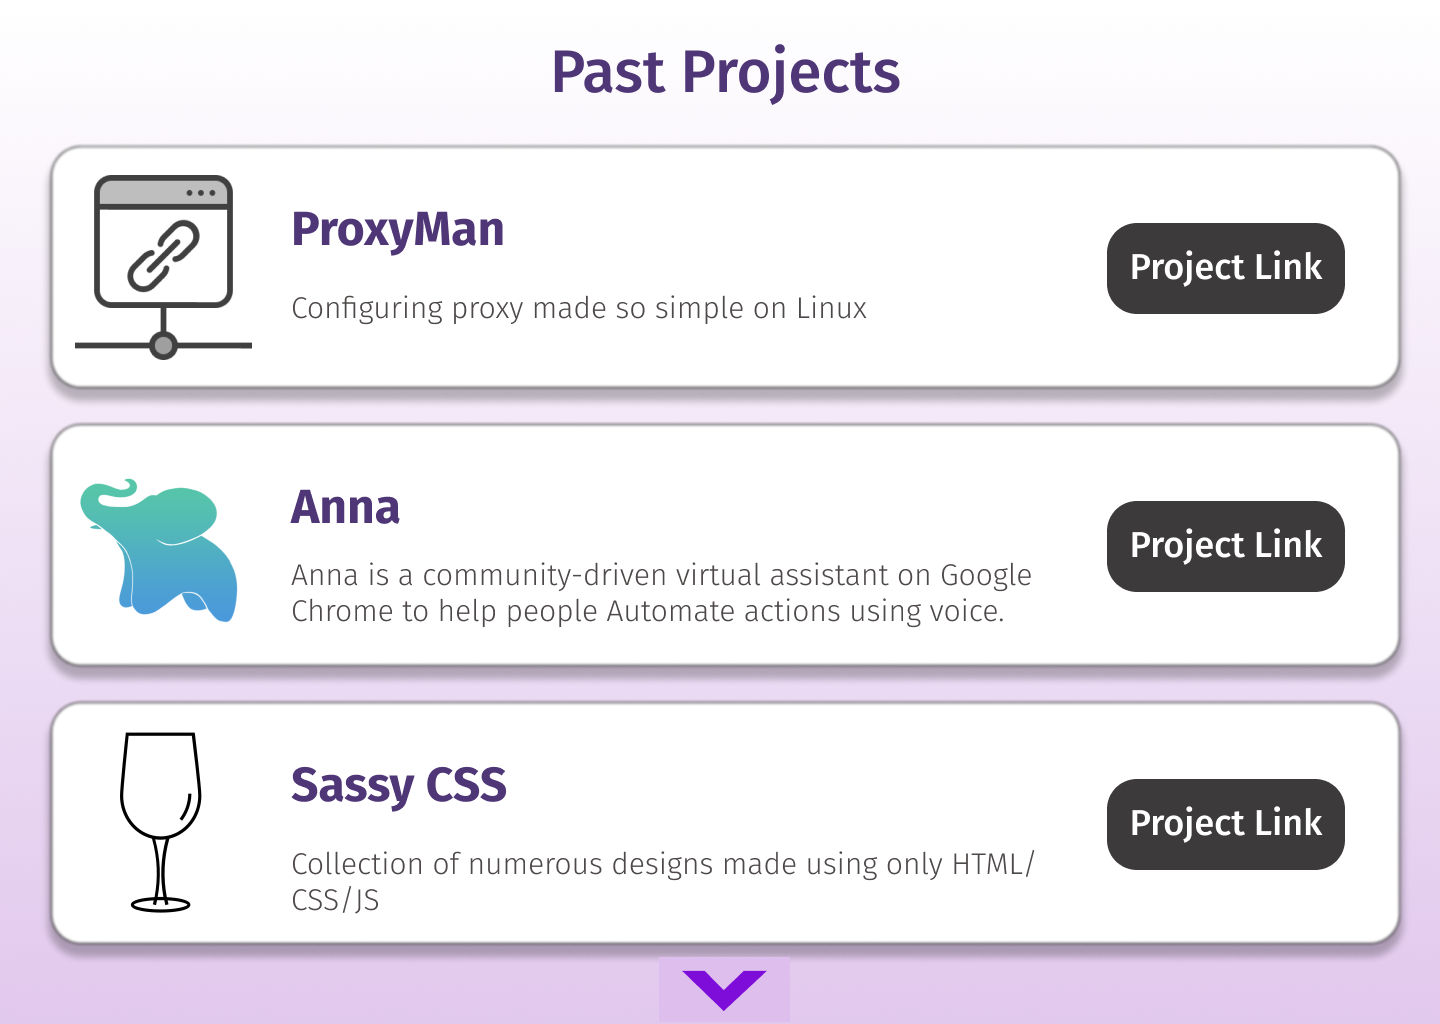 Past Projects
ProxyMan
Configuring proxy made so simple on Linux
Project Link
Anna
Anna is a community-driven virtual assistant on Google
Chrome to help people Automate actions using voice.
Project Link
Sassy CSS
Collection of numerous designs made using only HTML/
CSS/JS
Project Link